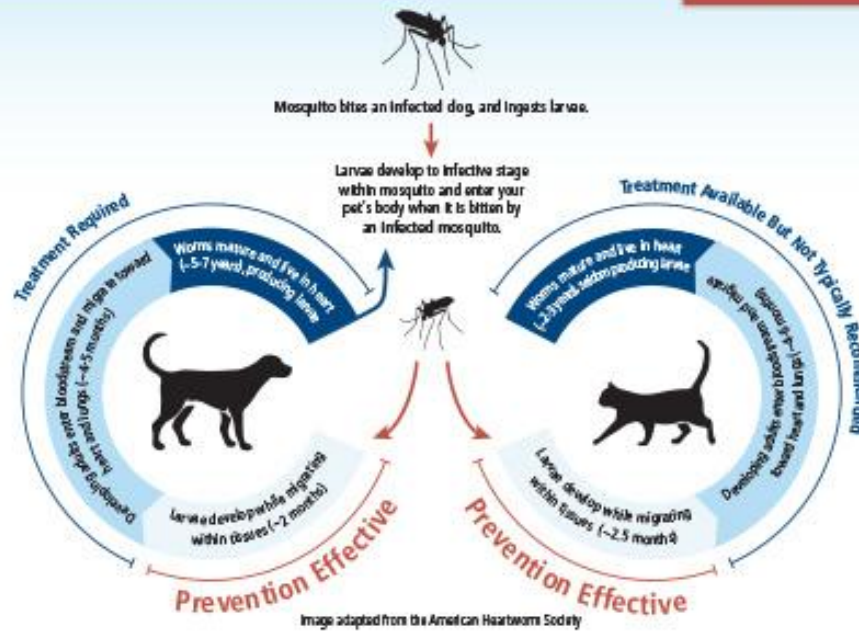 Mosquito bites an infected dog, and ingests larvae.
Larvae develop to infective stage
within mosquito and enter your
pet's body when it is bitten by
an infected mosquito.
Treatment Required
Worms mature and live in heart
(~5-7 years), producing larvae
Developing adults enter bloodstream and migrate toward
heart and lungs (~4-5 months)
Larvae develop while migrating
within tissues (~2 months)
Prevention Effective
Treatment Available But Not Typically Recommended
Worms mature and live in heart
(~2-3 years), seldom producing larvae
Developing adults enter bloodstream and migrate
toward heart and lungs (~4-6 months)
Larvae develop while migrating
within tissues (~2.5 months)
Prevention Effective
Image adapted from the American Heartworm Society